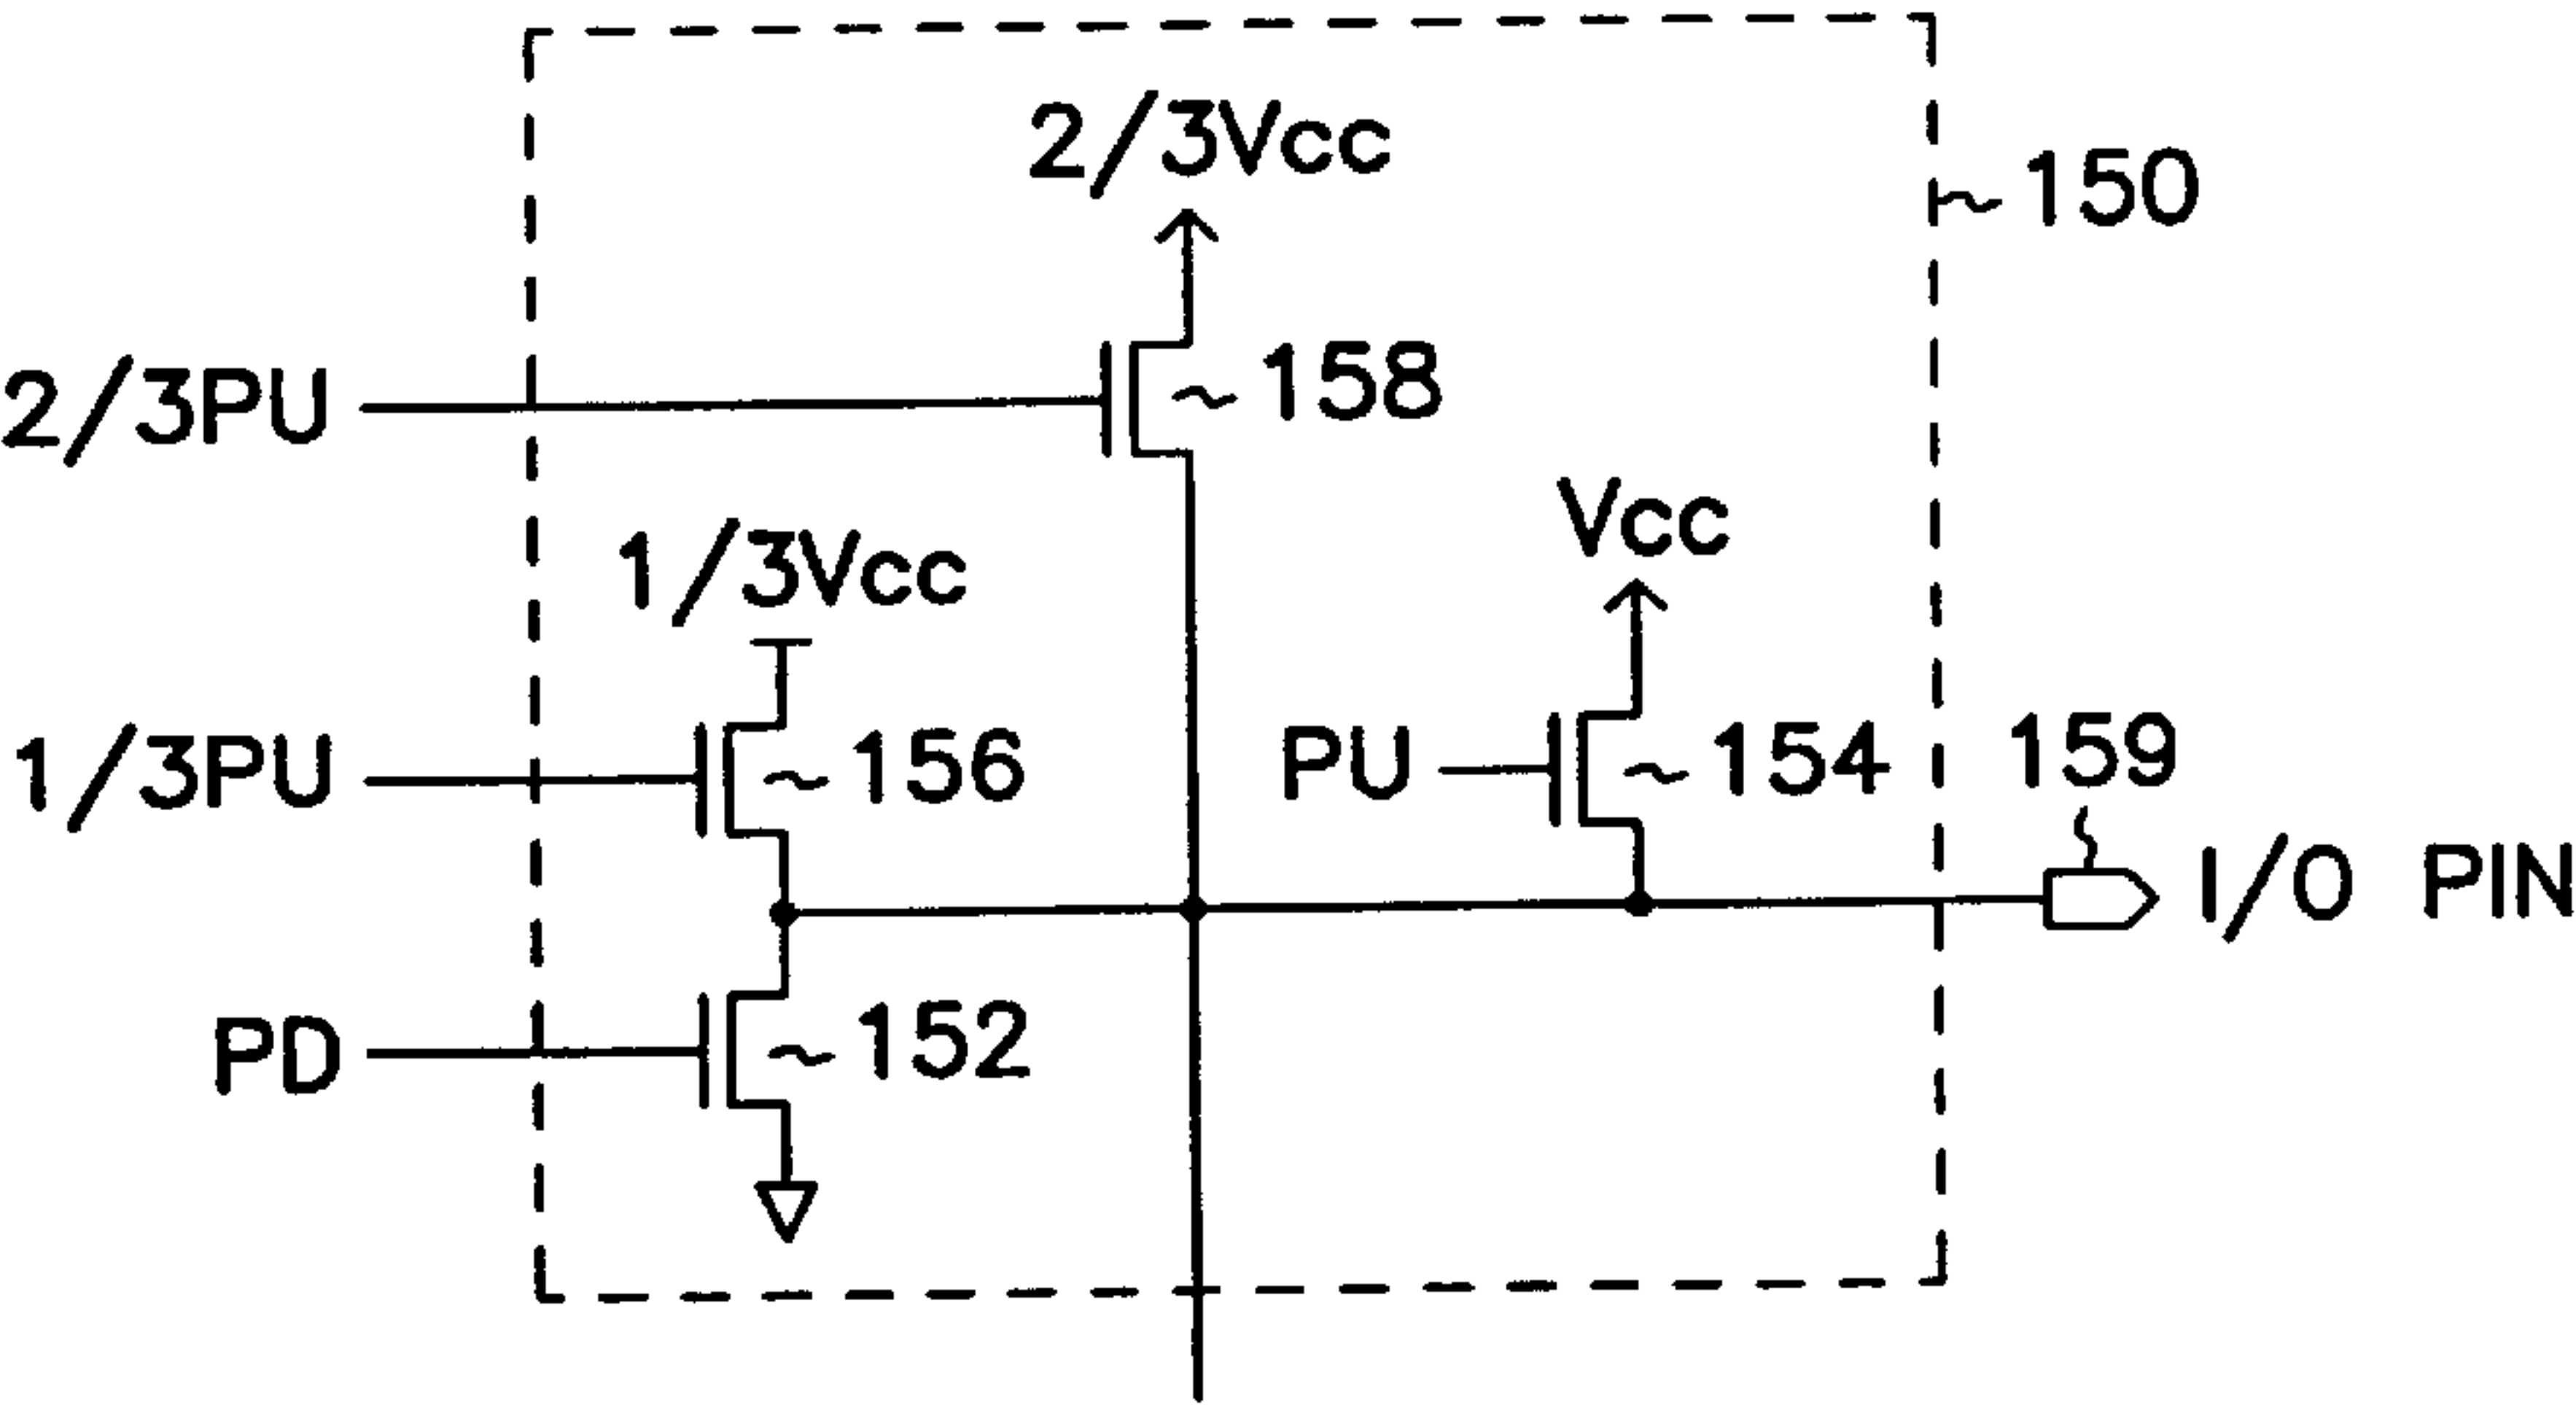 2/3Vcc
150
2/3PU
158
Vcc
1/3Vcc
1/3PU
156
PU
154
159
I/O PIN
PD
152